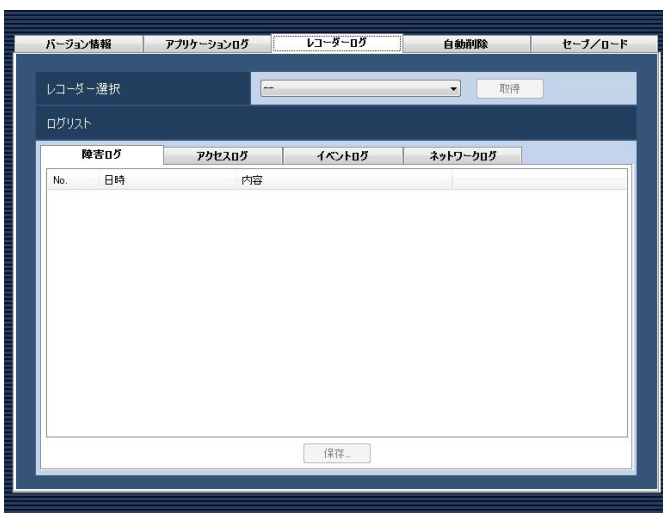 バージョン情報 アプリケーションログ レコーダーログ 自動削除 セーブ／ロード
レコーダー選択 -- 取得
ログリスト
障害ログ アクセスログ イベントログ ネットワークログ
No. 日時 内容
保存...